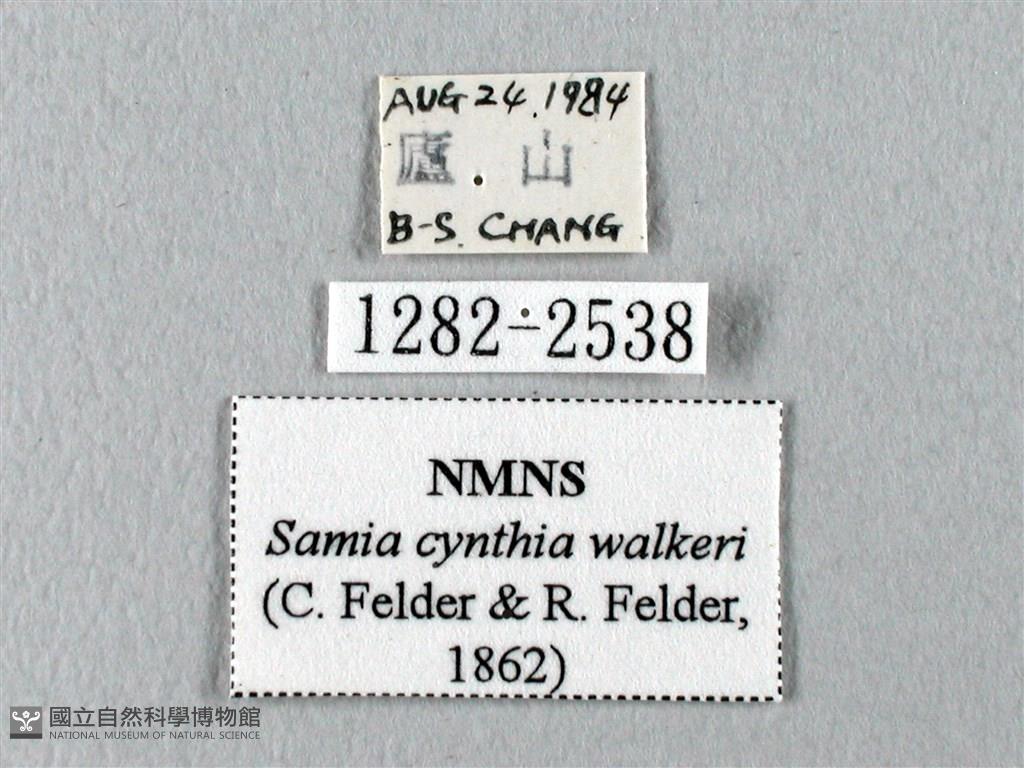 AUG 24. 1984
廬 山
B-S. CHANG
1282-2538
NMNS
Samia cynthia walkeri
(C. Felder & R. Felder,
1862)
國立自然科學博物館
NATIONAL MUSEUM OF NATURAL SCIENCE